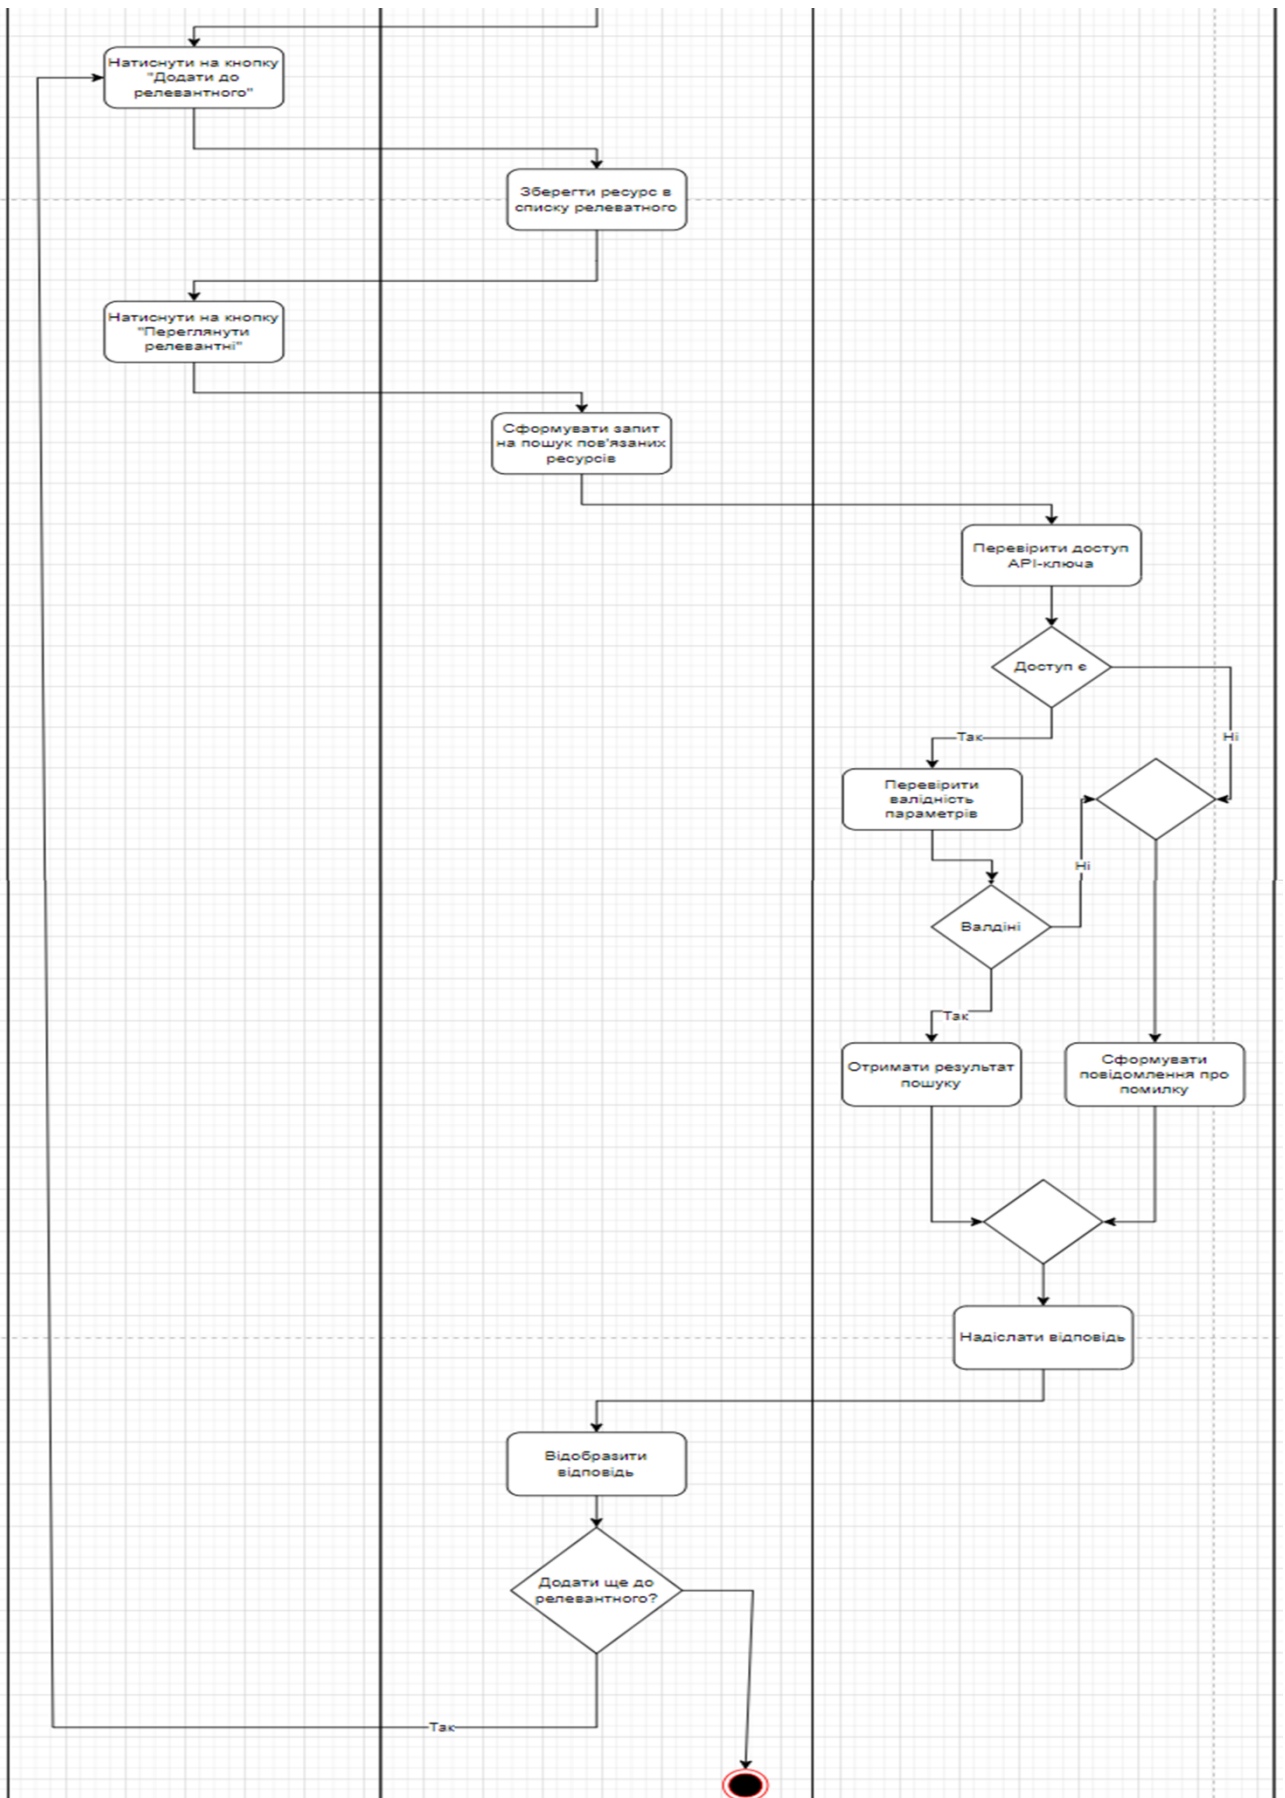 Натиснути на кнопку
"Додати до
релевантного"
Зберегти ресурс в
списку релеватного
Натиснути на кнопку
"Переглянути
релевантні"
Сформувати запит
на пошук пов'язаних
ресурсів
Перевірити доступ
API-ключа
Доступ є
Так
Ні
Перевірити
валідність
параметрів
Ні
Валдіні
Так
Отримати результат
пошуку
Сформувати
повідомлення про
помилку
Надіслати відповідь
Відобразити
відповідь
Додати ще до
релевантного?
Так